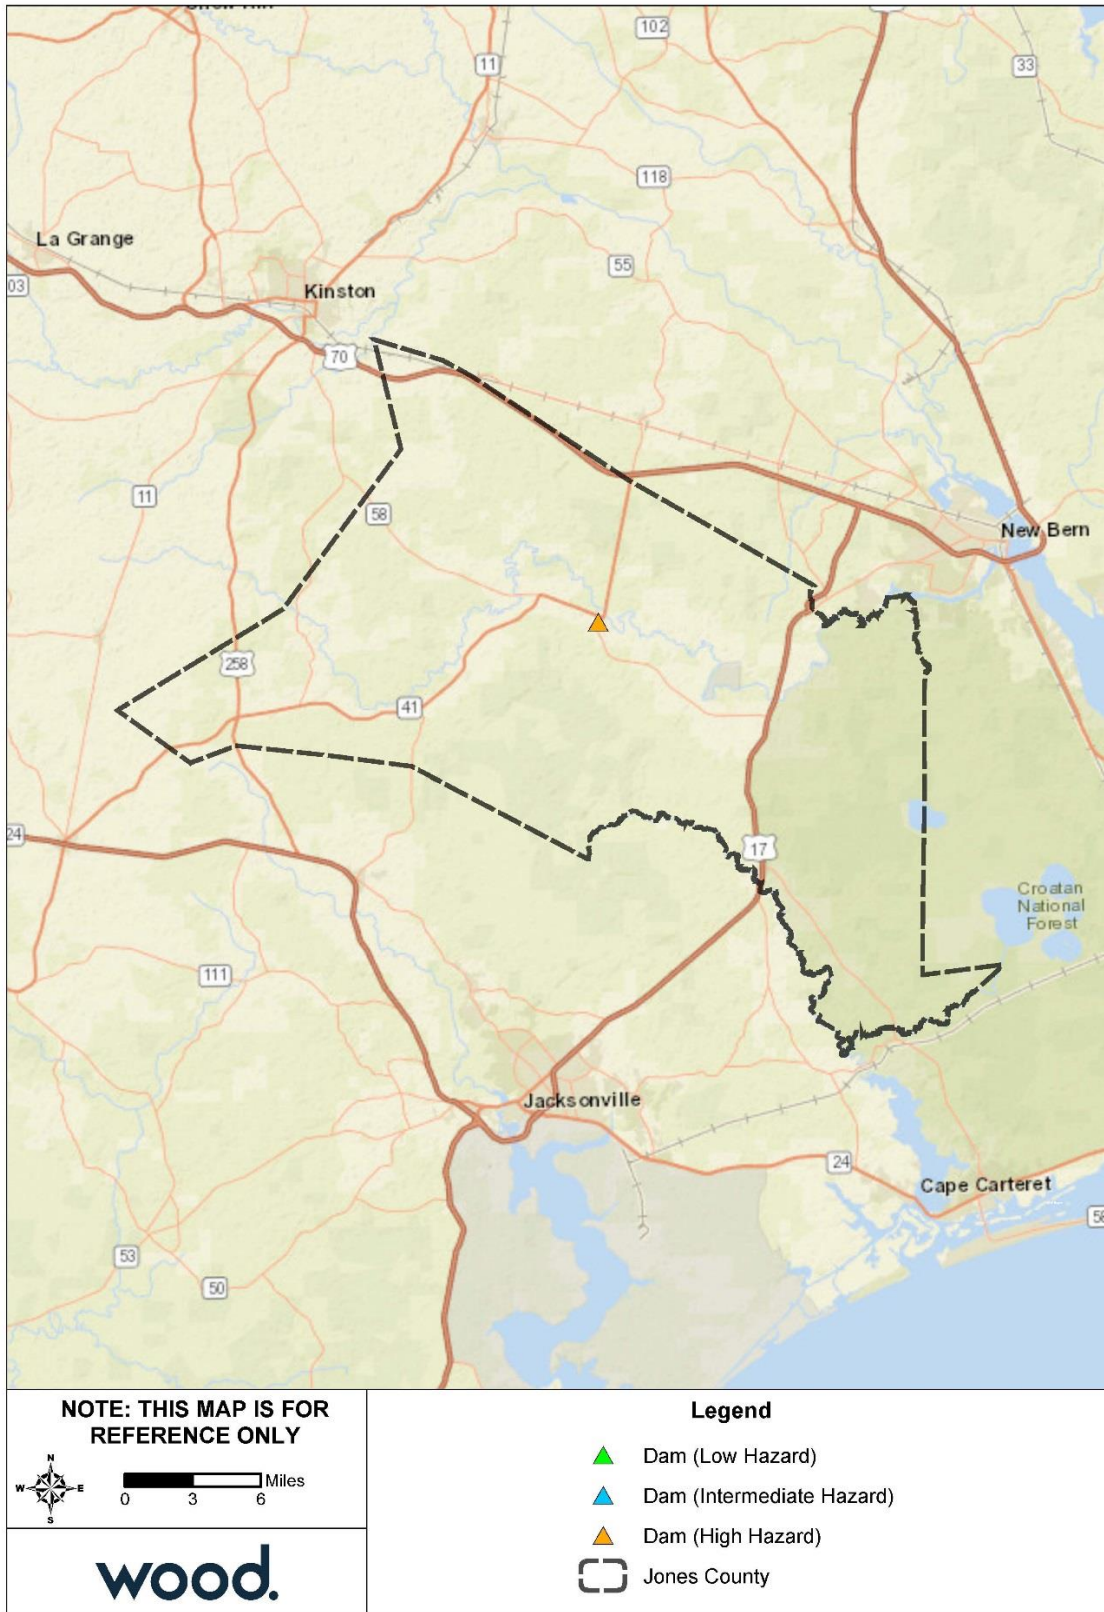 102
11
33
118
La Grange
55
03
Kinston
70
11
58
New Bern
258
41
24
17
Croatan
National
Forest
111
Jacksonville
24
Cape Carteret
58
53
50
NOTE: THIS MAP IS FOR
REFERENCE ONLY
N
W E
S
0 3 6 Miles
wood.
Legend
Dam (Low Hazard)
Dam (Intermediate Hazard)
Dam (High Hazard)
Jones County